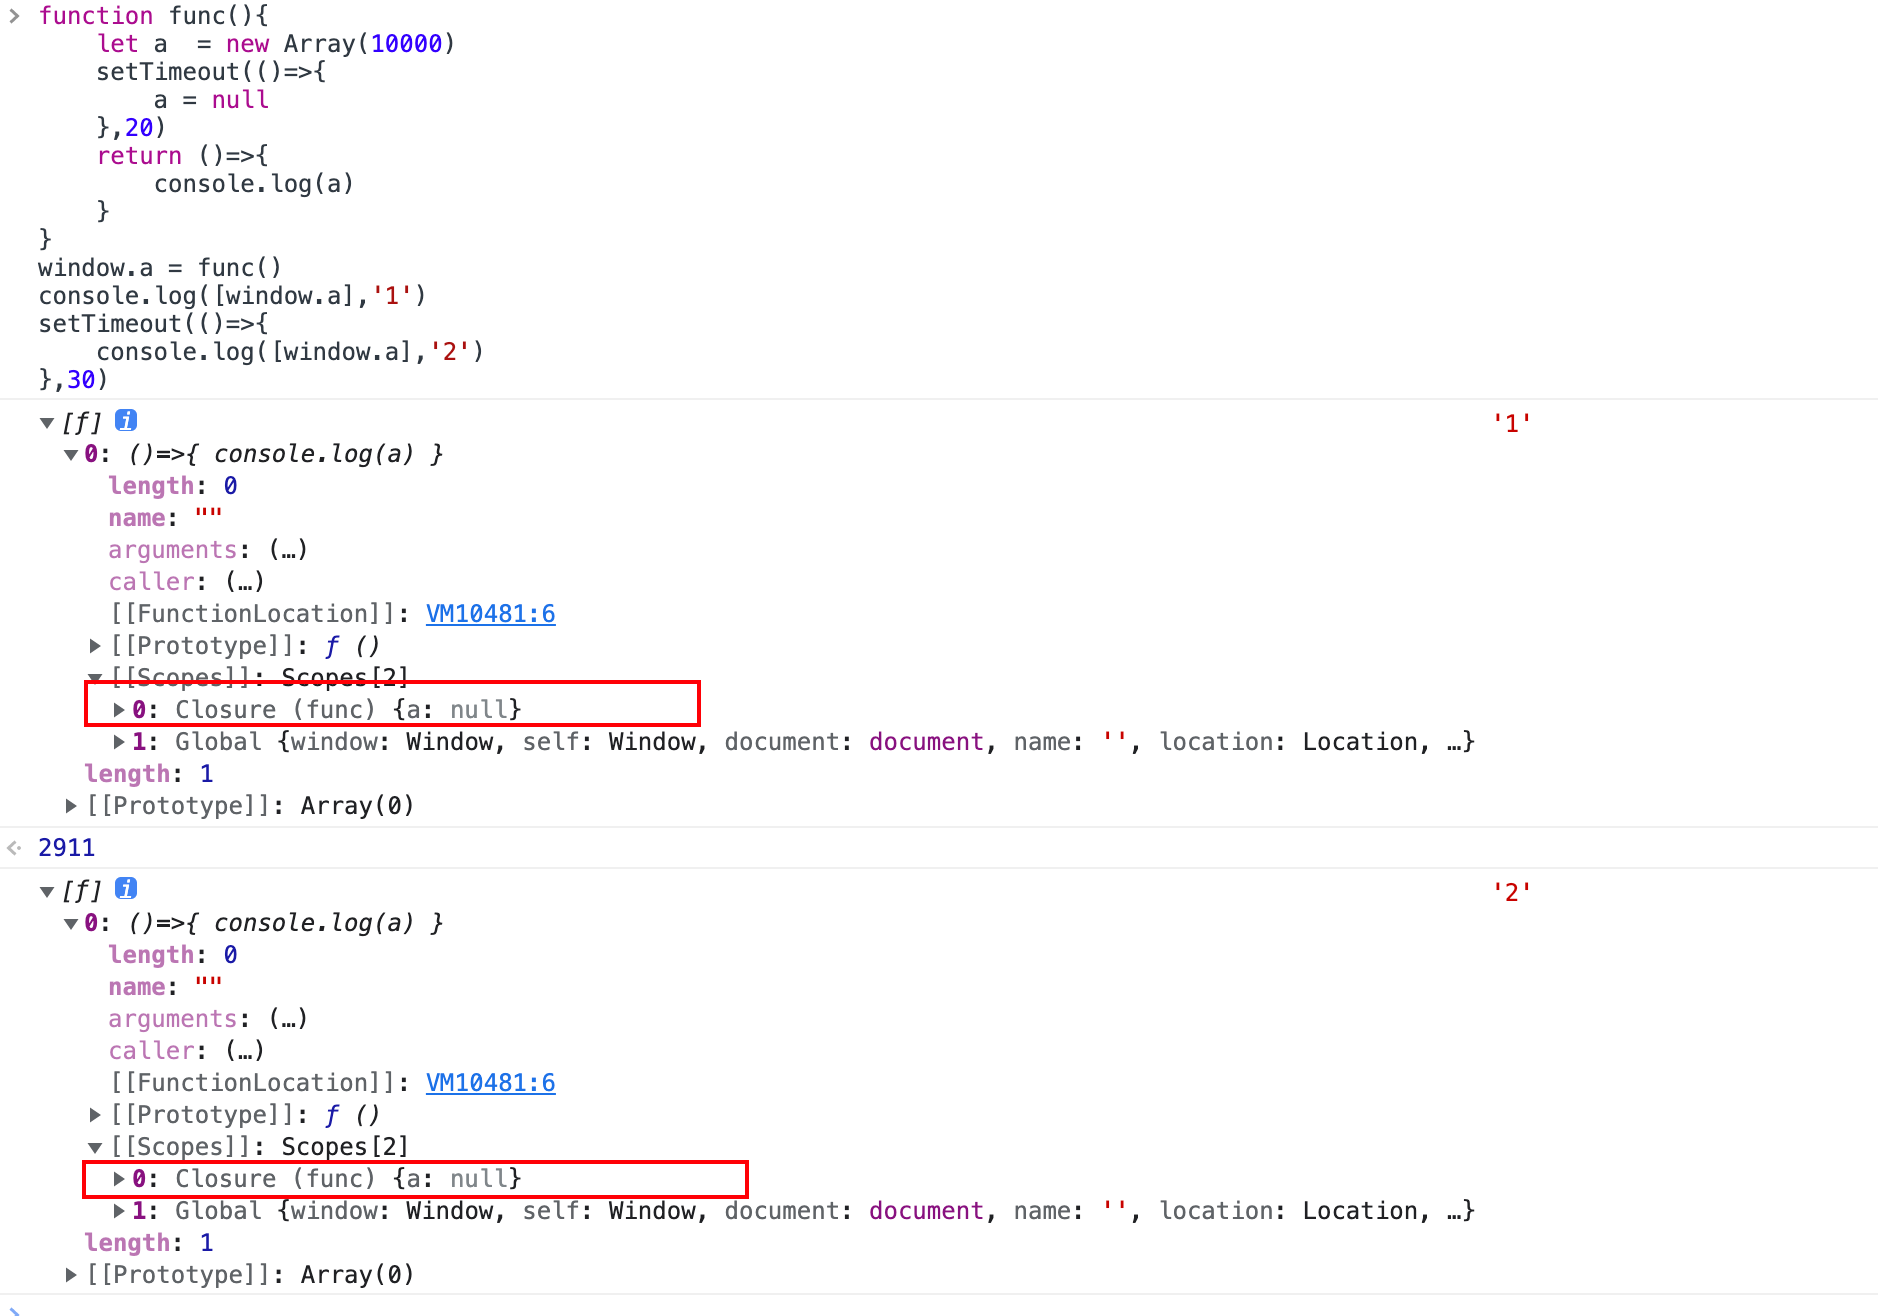 function func(){
    let a  = new Array(10000)
    setTimeout(()=>{
        a = null
    },20)
    return ()=>{
        console.log(a)
    }
}
window.a = func()
console.log([window.a],'1')
setTimeout(()=>{
    console.log([window.a],'2')
},30)
[ƒ] i '1'
0: ()=>{ console.log(a) }
length: 0
name: ""
arguments: (…)
caller: (…)
[[FunctionLocation]]: VM10481:6
[[Prototype]]: ƒ ()
[[Scopes]]: Scopes[2]
0: Closure (func) {a: null}
1: Global {window: Window, self: Window, document: document, name: '', location: Location, …}
length: 1
[[Prototype]]: Array(0)
2911
[ƒ] i '2'
0: ()=>{ console.log(a) }
length: 0
name: ""
arguments: (…)
caller: (…)
[[FunctionLocation]]: VM10481:6
[[Prototype]]: ƒ ()
[[Scopes]]: Scopes[2]
0: Closure (func) {a: null}
1: Global {window: Window, self: Window, document: document, name: '', location: Location, …}
length: 1
[[Prototype]]: Array(0)